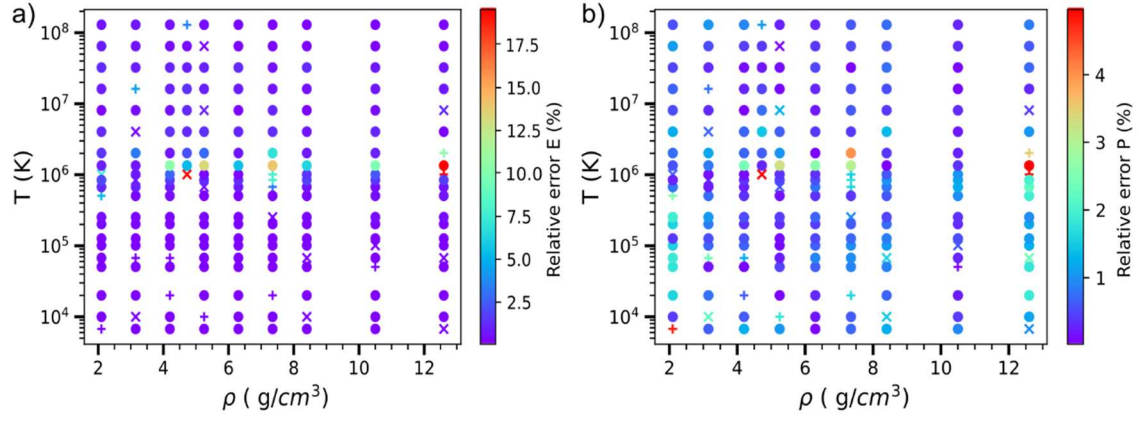 a)
10⁸
10⁷
10⁶
10⁵
10⁴
T (K)
2 4 6 8 10 12
ρ ( g/cm³)
17.5
15.0
12.5
10.0
7.5
5.0
2.5
Relative error E (%)
b)
10⁸
10⁷
10⁶
10⁵
10⁴
T (K)
2 4 6 8 10 12
ρ ( g/cm³)
4
3
2
1
Relative error P (%)